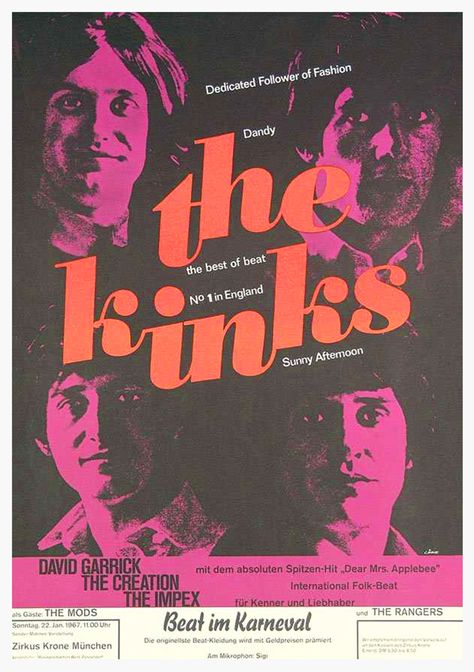 Dedicated Follower of Fashion
Dandy
the
the best of beat
No 1 in England
kinks
Sunny Afternoon
DAVID GARRICK
THE CREATION
THE IMPEX
mit dem absoluten Spitzen-Hit „Dear Mrs. Applebee"
International Folk-Beat
für Kenner und Liebhaber
als Gäste: THE MODS
und THE RANGERS
Sonntag, 22. Jan. 1967, 11.00 Uhr
Zirkus Krone München
Beat im Karneval
Die originellste Beat-Kleidung wird mit Geldpreisen prämiert
Am Mikrophon: Sigi